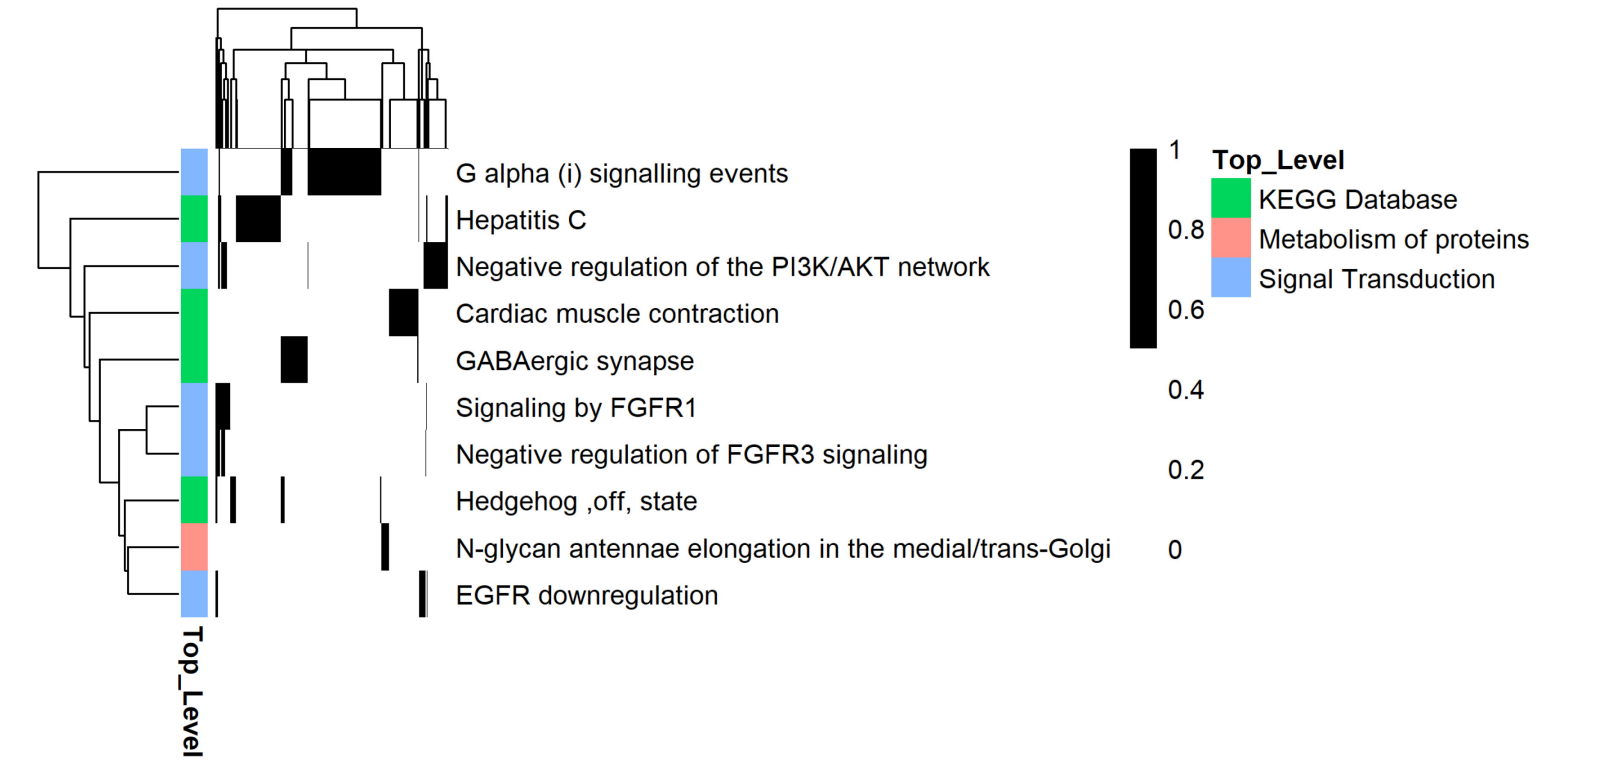 G alpha (i) signalling events
Hepatitis C
Negative regulation of the PI3K/AKT network
Cardiac muscle contraction
GABAergic synapse
Signaling by FGFR1
Negative regulation of FGFR3 signaling
Hedgehog ,off, state
N-glycan antennae elongation in the medial/trans-Golgi
EGFR downregulation
Top_Level
1
0.8
0.6
0.4
0.2
0
Top_Level
KEGG Database
Metabolism of proteins
Signal Transduction